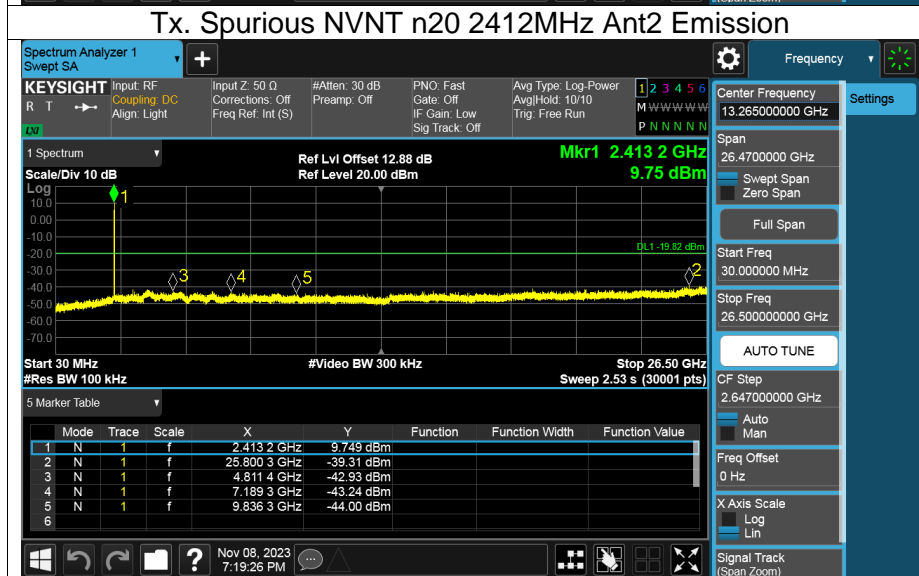 (Span Zoom)
Tx. Spurious NVNT n20 2412MHz Ant2 Emission
Spectrum Analyzer 1
Swept SA
+
Frequency
KEYSIGHT
R T
LXI
Input: RF
Coupling: DC
Align: Light
Input Z: 50 Ω
Corrections: Off
Freq Ref: Int (S)
#Atten: 30 dB
Preamp: Off
PNO: Fast
Gate: Off
IF Gain: Low
Sig Track: Off
Avg Type: Log-Power
Avg|Hold: 10/10
Trig: Free Run
1 2 3 4 5 6
M W W W W W
P N N N N N
1 Spectrum
Scale/Div 10 dB
Ref Lvl Offset 12.88 dB
Ref Level 20.00 dBm
Mkr1 2.413 2 GHz
9.75 dBm
Log
10.0
0.00
-10.0
-20.0
-30.0
-40.0
-50.0
-60.0
-70.0
1
3
4
5
2
DL1 -19.82 dBm
Start 30 MHz
#Res BW 100 kHz
#Video BW 300 kHz
Stop 26.50 GHz
Sweep 2.53 s (30001 pts)
5 Marker Table
Mode Trace Scale X Y Function Function Width Function Value
1 N 1 f 2.413 2 GHz 9.749 dBm
2 N 1 f 25.800 3 GHz -39.31 dBm
3 N 1 f 4.811 4 GHz -42.93 dBm
4 N 1 f 7.189 3 GHz -43.24 dBm
5 N 1 f 9.836 3 GHz -44.00 dBm
6
?
Nov 08, 2023
7:19:26 PM
Center Frequency
13.265000000 GHz
Span
26.4700000 GHz
Swept Span
Zero Span
Full Span
Start Freq
30.000000 MHz
Stop Freq
26.500000000 GHz
AUTO TUNE
CF Step
2.647000000 GHz
Auto
Man
Freq Offset
0 Hz
X Axis Scale
Log
Lin
Signal Track
(Span Zoom)
Settings